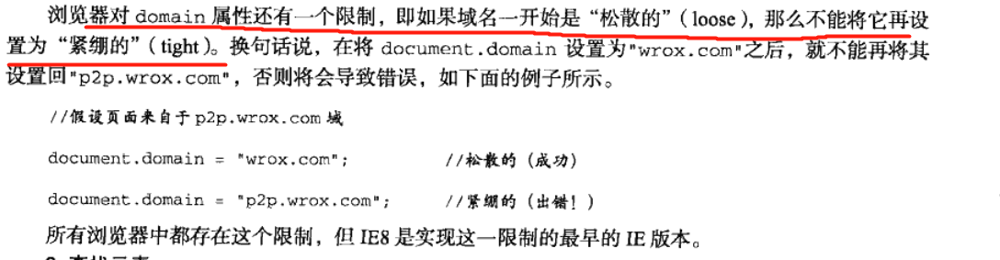 浏览器对 domain 属性还有一个限制，即如果域名一开始是“松散的”（loose），那么不能将它再设
置为“紧绷的”（tight）。换句话说，在将 document.domain 设置为"wrox.com"之后，就不能再将其
设置回"p2p.wrox.com"，否则将会导致错误，如下面的例子所示。
//假设页面来自于 p2p.wrox.com 域
document.domain = "wrox.com"; //松散的（成功）
document.domain = "p2p.wrox.com"; //紧绷的（出错！）
所有浏览器中都存在这个限制，但 IE8 是实现这一限制的最早的 IE 版本。